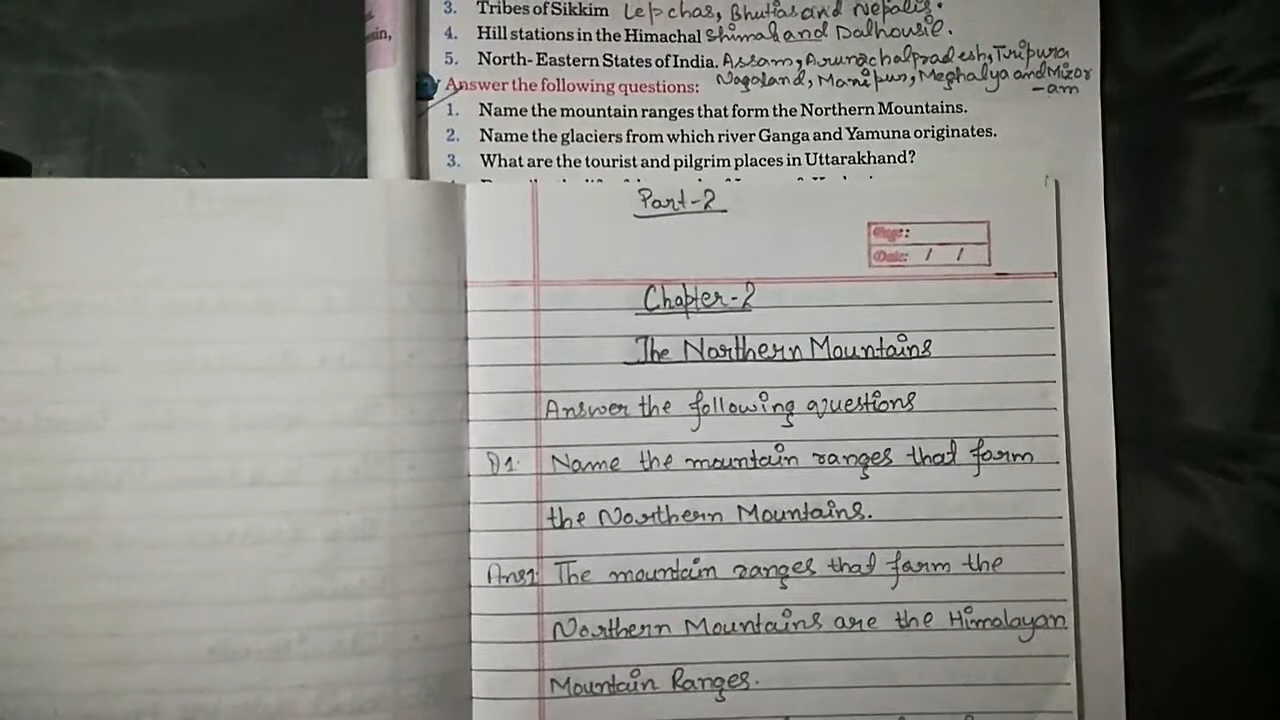 sin,
3. Tribes of Sikkim Lepchas, Bhutias and Nepalis.
4. Hill stations in the Himachal Shimal and Dalhousie.
5. North-Eastern States of India. Assam, Arunachalpradesh, Tripura
Nagaland, Manipur, Meghalya and Mizor
-am
Answer the following questions:
1. Name the mountain ranges that form the Northern Mountains.
2. Name the glaciers from which river Ganga and Yamuna originates.
3. What are the tourist and pilgrim places in Uttarakhand?
Part-2
Page:
Date: / /
Chapter-2
The Northern Mountains
Answer the following questions
Q1. Name the mountain ranges that form
the Northern Mountains.
Ans1. The mountain ranges that form the
Northern Mountains are the Himalayan
Mountain Ranges.